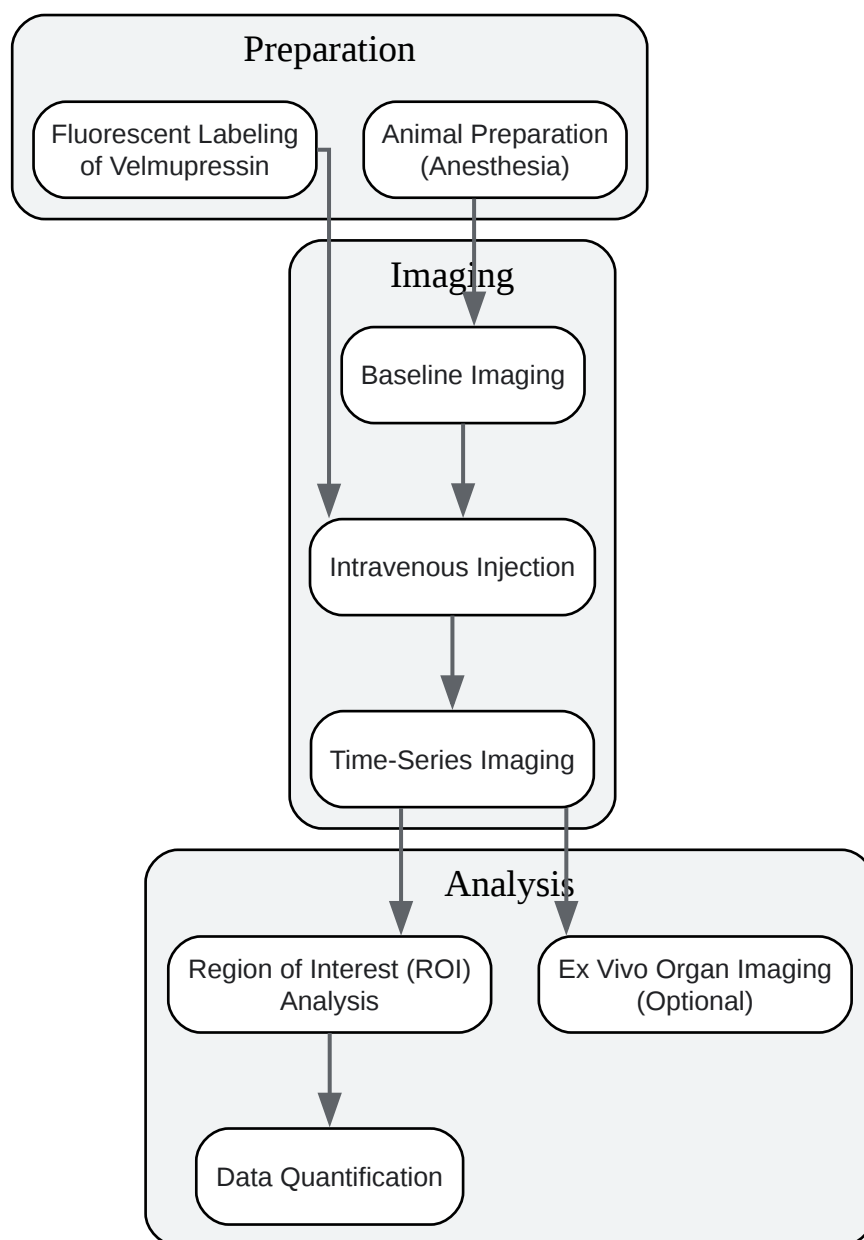 Preparation
Fluorescent Labeling
of Velmupressin
Animal Preparation
(Anesthesia)
Imaging
Baseline Imaging
Intravenous Injection
Time-Series Imaging
Analysis
Region of Interest (ROI)
Analysis
Ex Vivo Organ Imaging
(Optional)
Data Quantification